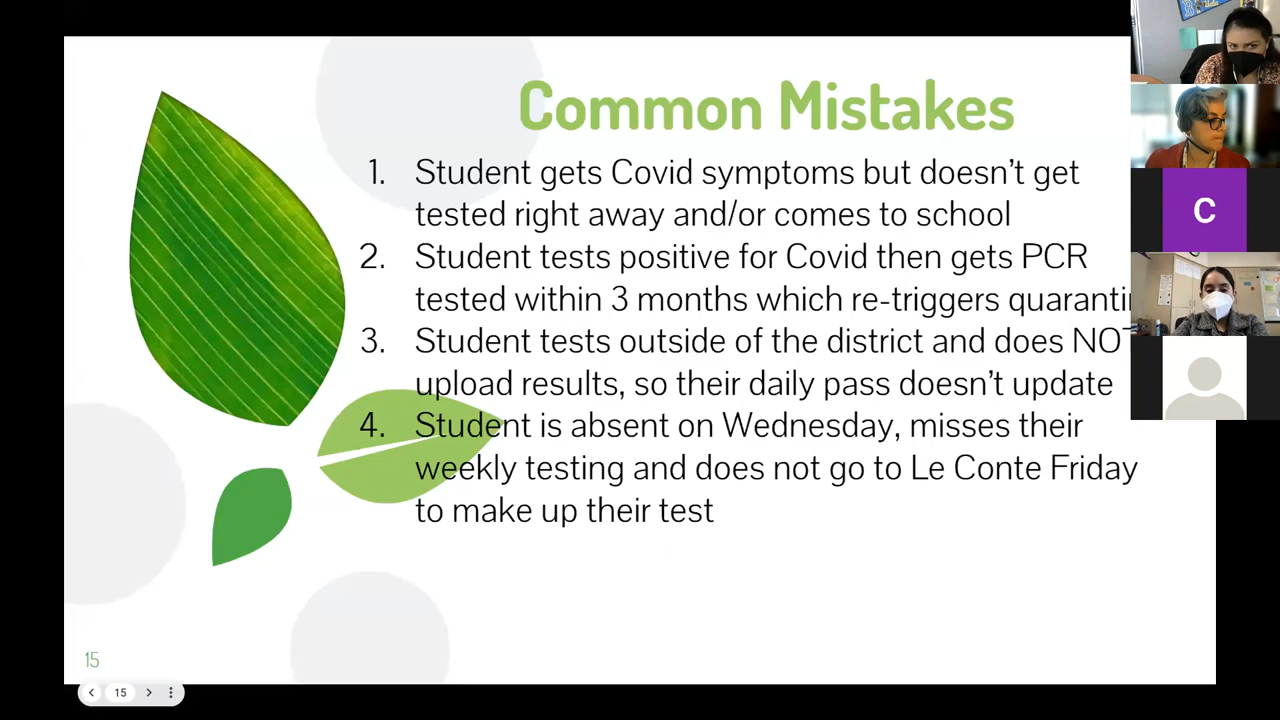 Common Mistakes
1. Student gets Covid symptoms but doesn't get
tested right away and/or comes to school
2. Student tests positive for Covid then gets PCR
tested within 3 months which re-triggers
3. Student tests outside of the district and does
upload results, so their daily pass doesn't update
4. Student is absent on Wednesday, misses their
weekly testing and does not go to Le Conte Friday
to make up their test
15
15
C